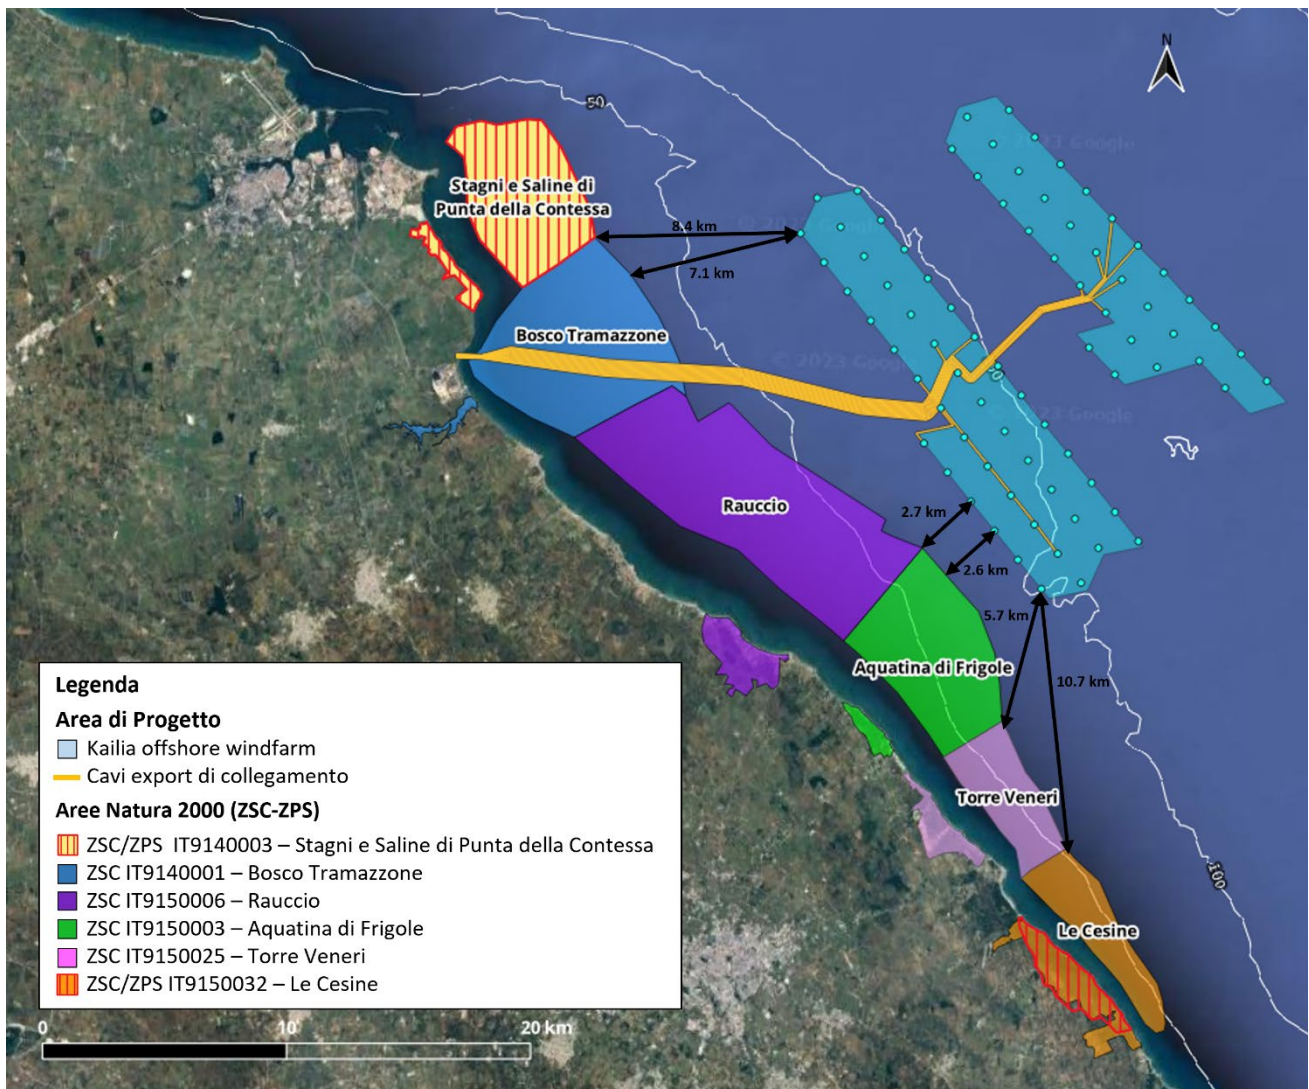 N
50
© 2023 Google
Stagni e Saline di
Punta della Contessa
© 2023 Google
8.4 km
7.1 km
Bosco Tramazzone
© 2023 Google
© 2023 Google
Rauccio
2.7 km
2.6 km
5.7 km
Aquatina di Frigole
10.7 km
Torre Veneri
100
Le Cesine
Legenda
Area di Progetto
Kailia offshore windfarm
Cavi export di collegamento
Aree Natura 2000 (ZSC-ZPS)
ZSC/ZPS IT9140003 – Stagni e Saline di Punta della Contessa
ZSC IT9140001 – Bosco Tramazzone
ZSC IT9150006 – Rauccio
ZSC IT9150003 – Aquatina di Frigole
ZSC IT9150025 – Torre Veneri
ZSC/ZPS IT9150032 – Le Cesine
0 10 20 km